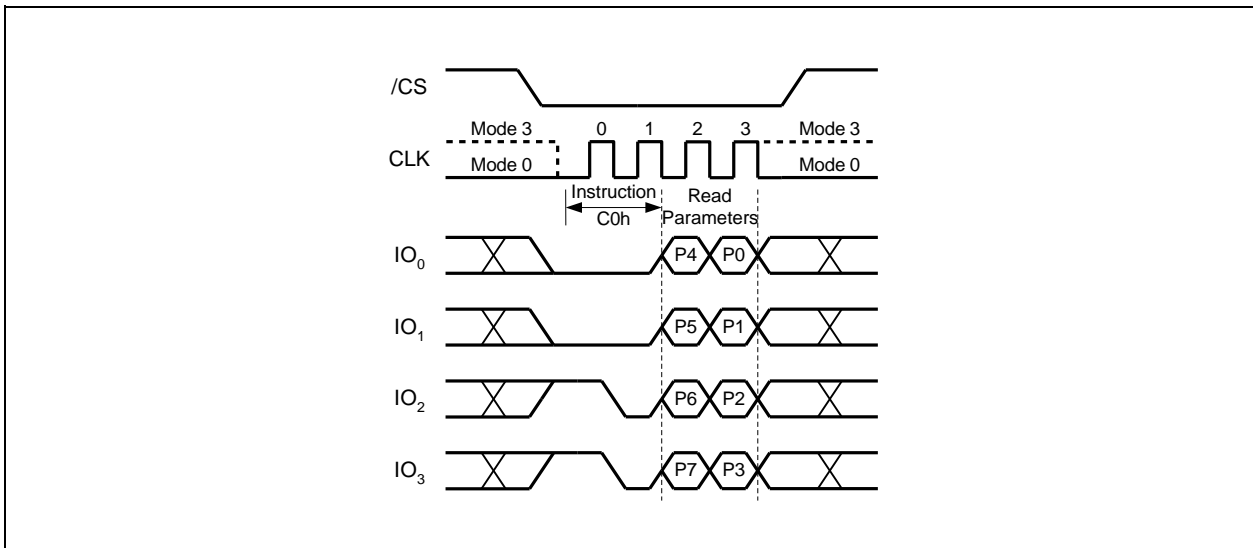 /CS
Mode 3 0 1 2 3 Mode 3
CLK
Mode 0 Mode 0
Instruction Read
C0h Parameters
IO0 P4 P0
IO1 P5 P1
IO2 P6 P2
IO3 P7 P3